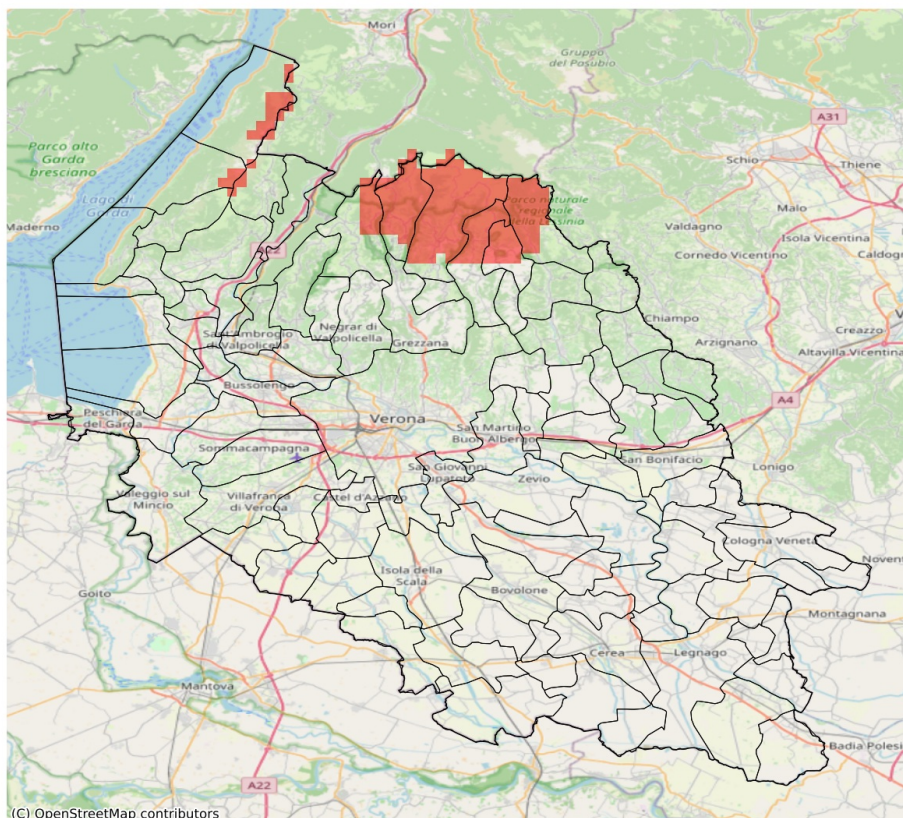 Mori
Gruppo
del Pasubio
A31
Parco alto
Garda
bresciano
Schio
Thiene
Lago di
Garda
Parco naturale
regionale
della Lessinia
Malo
Maderno
Valdagno
Isola Vicentina
A22
Cornedo Vicentino
Caldogno
Chiampo
Sant'Ambrogio
di Valpolicella
Negrar di
Valpolicella
Grezzana
Arzignano
Creazzo
Altavilla Vicentina
Bussolengo
A4
Peschiera
del Garda
Verona
San Martino
Buon Albergo
Sommacampagna
San Bonifacio
San Giovanni
Lupatoto
Zevio
Lonigo
Valeggio sul
Mincio
Villafranca
di Verona
Castel d'Azzano
Cologna Veneta
Isola della
Scala
Goito
Bovolone
Montagnana
Cerea
Legnago
Mantova
Badia Polesi
A22
(C) OpenStreetMap contributors